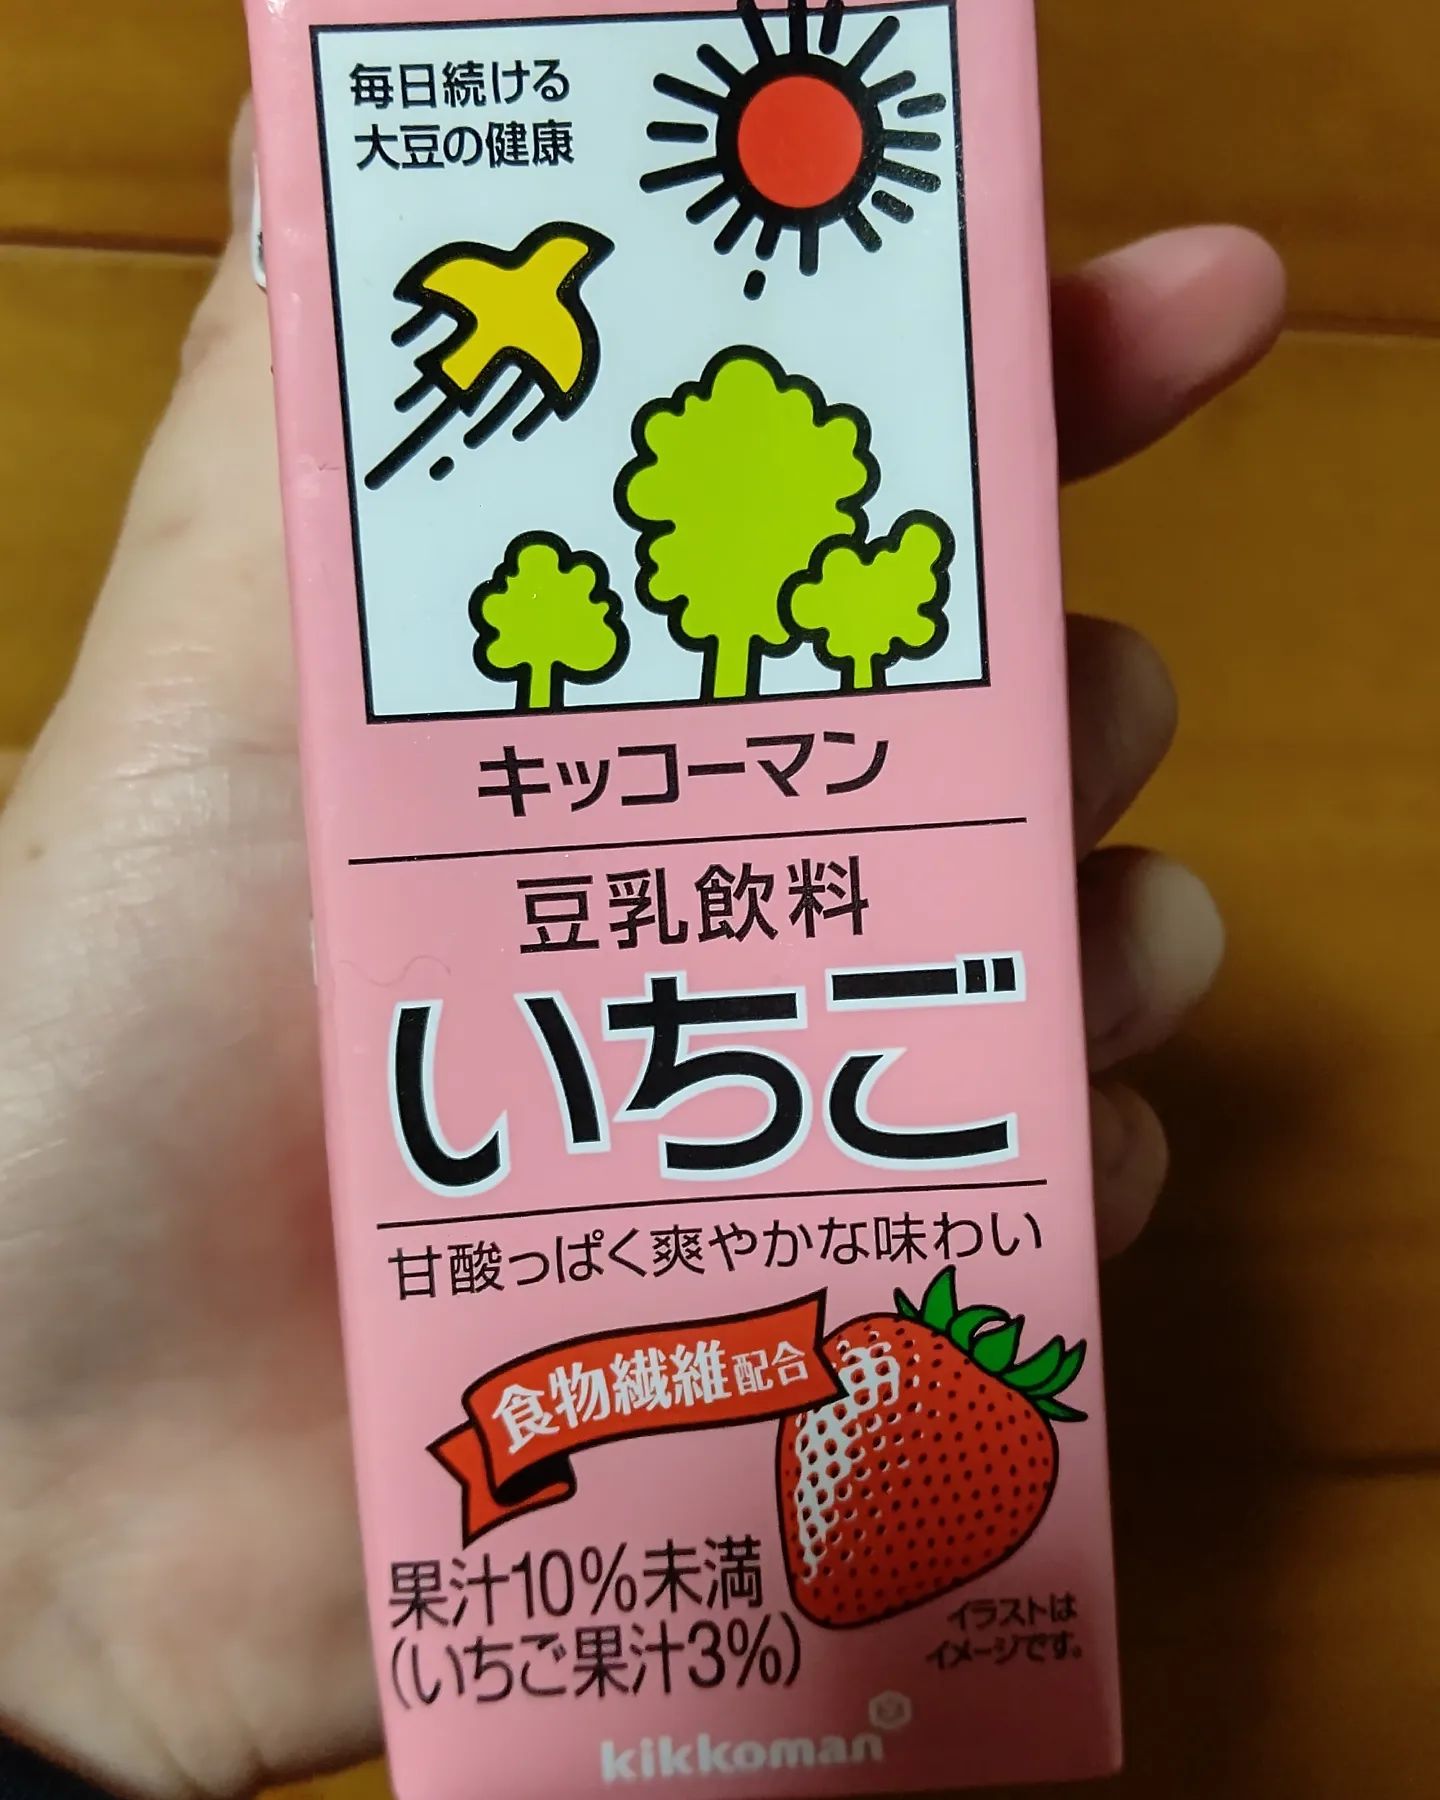 毎日続ける
大豆の健康
キッコーマン
豆乳飲料
いちご
甘酸っぱく爽やかな味わい
食物繊維配合
果汁10%未満
(いちご果汁3%)
イラストは
イメージです。
kikkoman